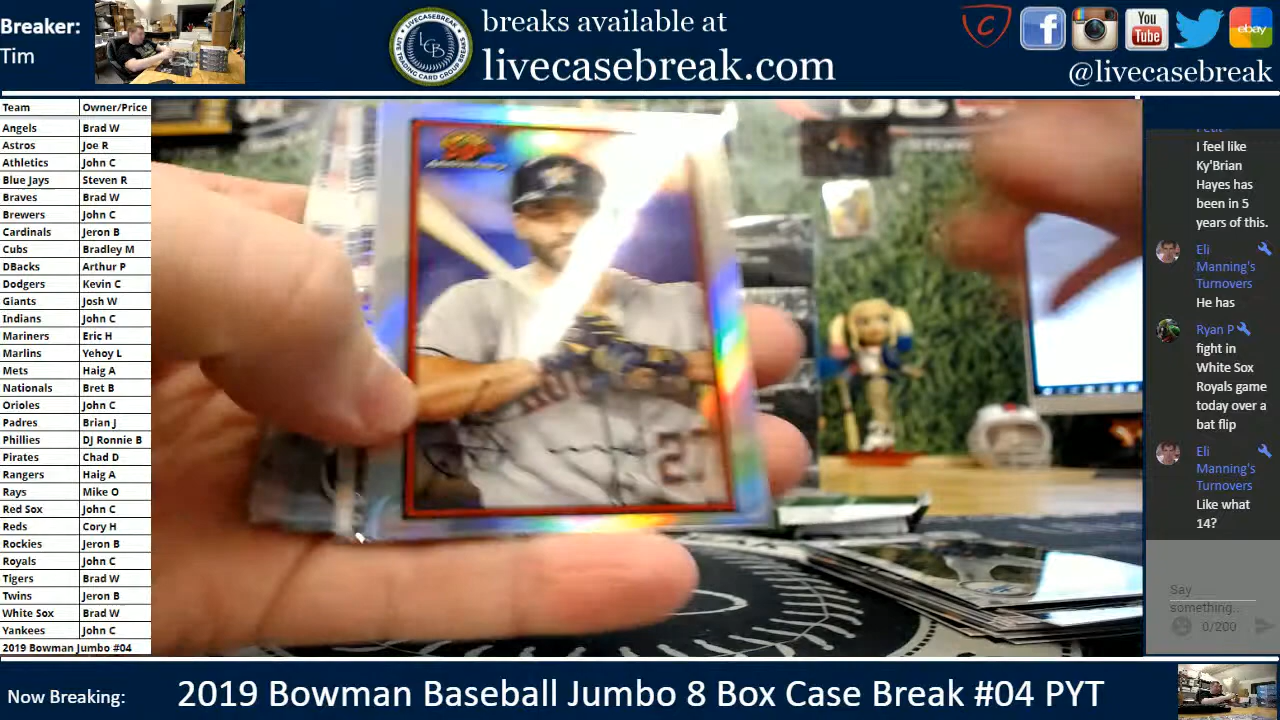 Breaker:
Tim
LCB
breaks available at
livecasebreak.com
You
Tube
ebay
@livecasebreak
Team Owner/Price
Angels Brad W
Astros Joe R
Athletics John C
Blue Jays Steven R
Braves Brad W
Brewers John C
Cardinals Jeron B
Cubs Bradley M
DBacks Arthur P
Dodgers Kevin C
Giants Josh W
Indians John C
Mariners Eric H
Marlins Yehoy L
Mets Haig A
Nationals Bret B
Orioles John C
Padres Brian J
Phillies DJ Ronnie B
Pirates Chad D
Rangers Haig A
Rays Mike O
Red Sox John C
Reds Cory H
Rockies Jeron B
Royals John C
Tigers Brad W
Twins Jeron B
White Sox Brad W
Yankees John C
2019 Bowman Jumbo #04
Anniversary
27
I feel like
Ky'Brian
Hayes has
been in 5
years of this.
Eli
Manning's
Turnovers
He has
Ryan P
fight in
White Sox
Royals game
today over a
bat flip
Eli
Manning's
Turnovers
Like what
14?
Say
something..
0/200
Now Breaking:
2019 Bowman Baseball Jumbo 8 Box Case Break #04 PYT